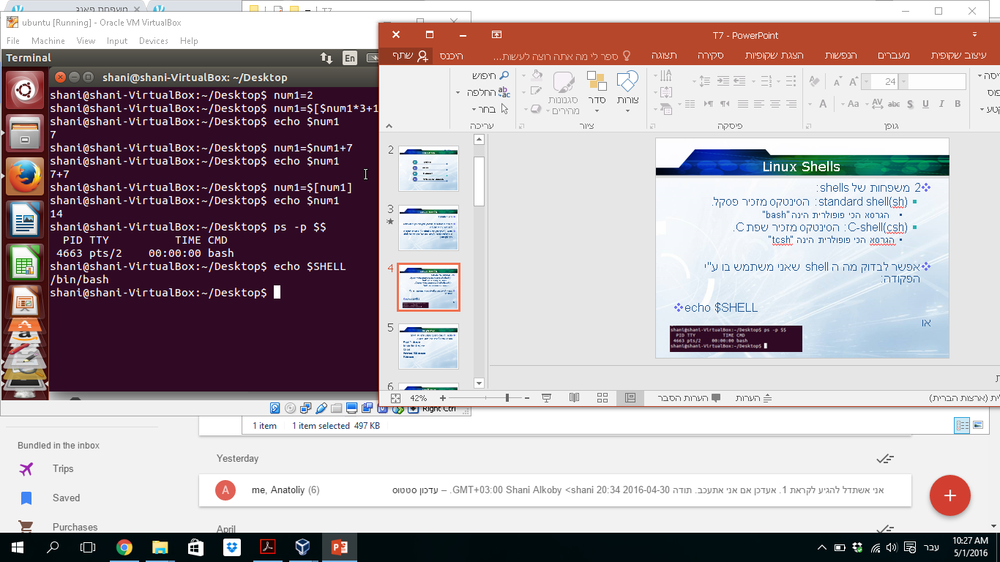 משפחת פאנג
T7
ubuntu [Running] - Oracle VM VirtualBox
File Machine View Input Devices Help
Terminal
En
shani@shani-VirtualBox: ~/Desktop
shani@shani-VirtualBox:~/Desktop$ num1=2
shani@shani-VirtualBox:~/Desktop$ num1=$[$num1*3+1
shani@shani-VirtualBox:~/Desktop$ echo $num1
7
shani@shani-VirtualBox:~/Desktop$ num1=$num1+7
shani@shani-VirtualBox:~/Desktop$ echo $num1
7+7
shani@shani-VirtualBox:~/Desktop$ num1=$[num1]
shani@shani-VirtualBox:~/Desktop$ echo $num1
14
shani@shani-VirtualBox:~/Desktop$ ps -p $$
PID TTY TIME CMD
4663 pts/2 00:00:00 bash
shani@shani-VirtualBox:~/Desktop$ echo $SHELL
/bin/bash
shani@shani-VirtualBox:~/Desktop$
Right Ctrl
T7 - PowerPoint
עיצוב שקופית מעברים הנפשות הצגת שקופיות סקירה תצוגה ספר לי מה אתה רוצה לעשות... היכנס שתף
24
חיפוש
החלפה
בחר
עריכה
צורות
סדר
סגנונות מהירים
ציור
פיסקה
גופן
Aa
AV
abc
S
U
I
B
2
3
4
5
6
Linux Shells
2 משפחות של shells:
standard shell(sh): הסינטקס מזכיר פסקל.
הגרסא הכי פופולרית הינה "bash"
C-shell(csh): הסינטקס מזכיר שפת C.
הגרסא הכי פופולרית הינה "tcsh"
אפשר לבדוק מה ה shell שאני משתמש בו ע"י
הפקודה:
echo $SHELL
או
shani@shani-VirtualBox:~/Desktop$ ps -p $$
PID TTY TIME CMD
4663 pts/2 00:00:00 bash
shani@shani-VirtualBox:~/Desktop$
42%
הערות הסבר
הערות
(ארצות הברית)
1 item 1 item selected 497 KB
Bundled in the inbox
Trips
Saved
Purchases
Yesterday
A
me, Anatoliy (6)
עדכון סטטוס – .GMT+03:00 Shani Alkoby <shani 20:34 2016-04-30 אני אשתדל להגיע לקראת 1. אעדכן אם אני אתעכב. תודה
April
+
עבר
10:27 AM
5/1/2016